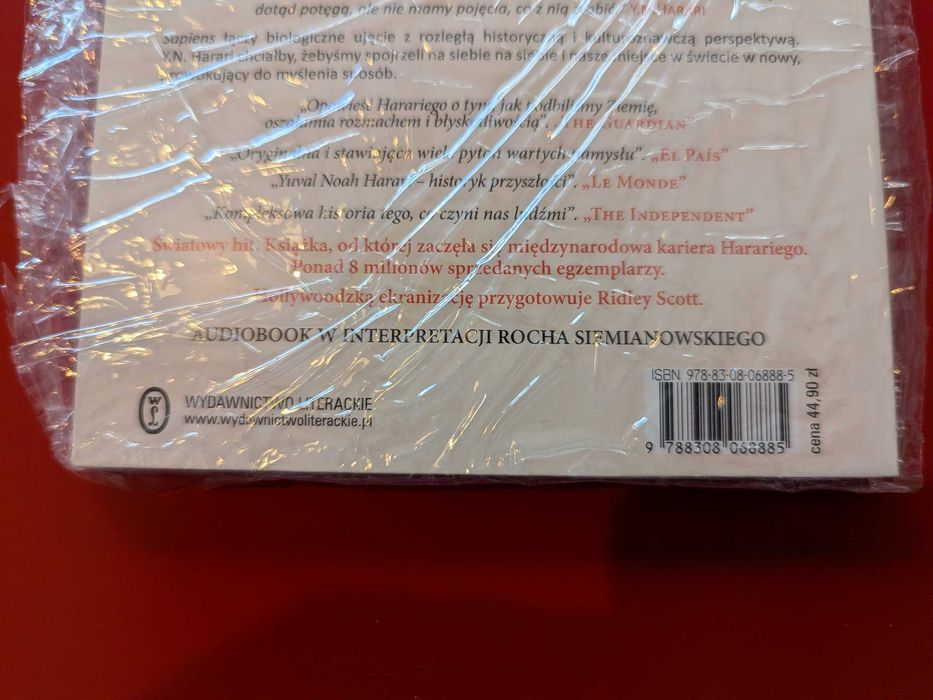 dotąd potęgą, ale nie mamy pojęcia, co z nią zrobić." Y.N. HARARI
Sapiens łączy biologiczne ujęcie z rozległą historyczną i kulturoznawczą perspektywą.
Y.N. Harari chciałby, żebyśmy spojrzeli na siebie na siebie i nasze miejsce w świecie w nowy,
prowokujący do myślenia sposób.
„Opowieść Harariego o tym, jak podbiliśmy Ziemię,
oszałamia rozmachem i błyskotliwością”. „THE GUARDIAN”
„Oryginalna i stawiająca wiele pytań wartych namysłu”. „EL PAÍS”
„Yuval Noah Harari – historyk przyszłości”. „LE MONDE”
„Kompleksowa historia tego, co czyni nas ludźmi”. „THE INDEPENDENT”
Światowy hit. Książka, od której zaczęła się międzynarodowa kariera Harariego.
Ponad 8 milionów sprzedanych egzemplarzy.
Hollywoodzką ekranizację przygotowuje Ridley Scott.
AUDIOBOOK W INTERPRETACJI ROCHA SIEMIANOWSKIEGO
WYDAWNICTWO LITERACKIE
www.wydawnictwoliterackie.pl
ISBN 978-83-08-06888-5
9 788308 068885
cena 44,90 zł